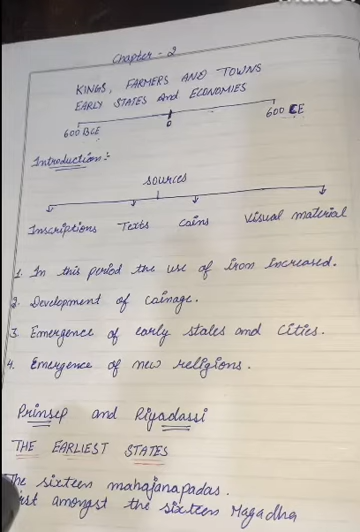 Chapter - 2
KINGS, FARMERS AND TOWNS
EARLY STATES and ECONOMIES
600 BCE 0 600 CE
Introduction :-
sources
Inscriptions Texts Coins Visual material
1. In this period the use of iron increased.
2. Development of coinage.
3. Emergence of early states and cities.
4. Emergence of new religions.
Prinsep and Piyadassi
THE EARLIEST STATES
The sixteen mahajanapadas.
amongst the sixteen Magadha